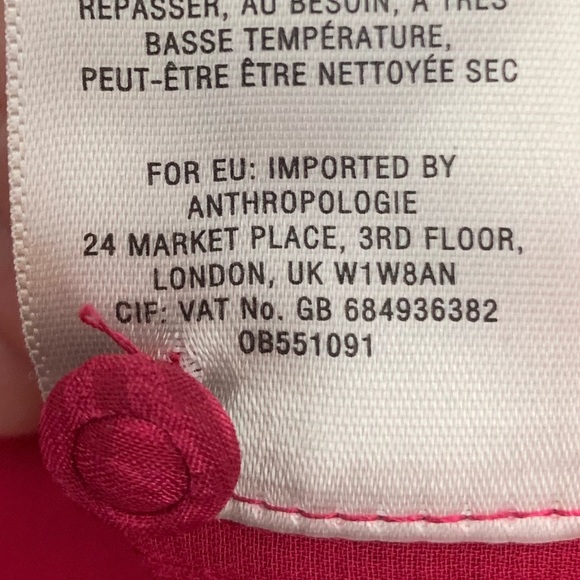 REPASSER, AU BESOIN, À TRÈS
BASSE TEMPÉRATURE,
PEUT-ÊTRE ÊTRE NETTOYÉE SEC
FOR EU: IMPORTED BY
ANTHROPOLOGIE
24 MARKET PLACE, 3RD FLOOR,
LONDON, UK W1W8AN
CIF: VAT No. GB 684936382
OB551091